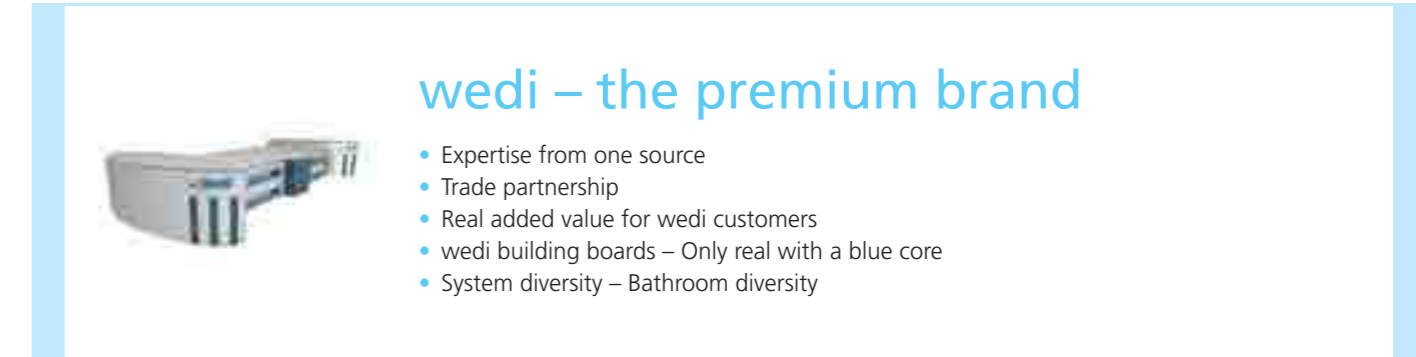 wedi – the premium brand
• Expertise from one source
• Trade partnership
• Real added value for wedi customers
• wedi building boards – Only real with a blue core
• System diversity – Bathroom diversity